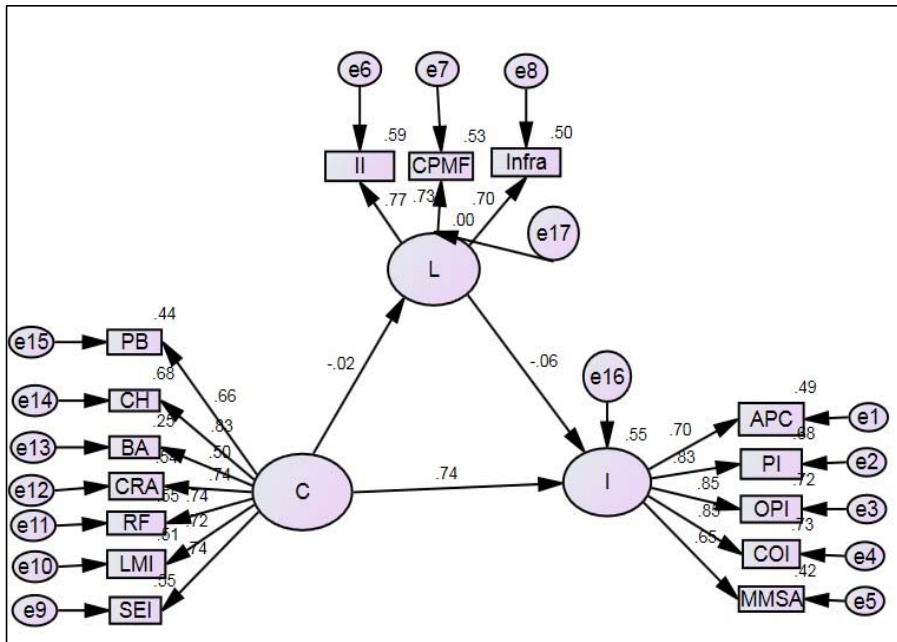 e6 e7 e8
.59 .53 .50
II CPMF Infra
.77 .73 .70
.00 e17
L
.44
e15 PB
.68 .66
e14 CH
.25 .83
e13 BA .50
.54 .74
e12 CRA
.55 .74
e11 RF .72
.51 .74
e10 LMI
.55
e9 SEI
C
-.02
-.06
.74
e16
.55
I
.49
.70 APC e1
.68
.83 PI e2
.72
.85 OPI e3
.73
.85 COI e4
.42
.65 MMSA e5